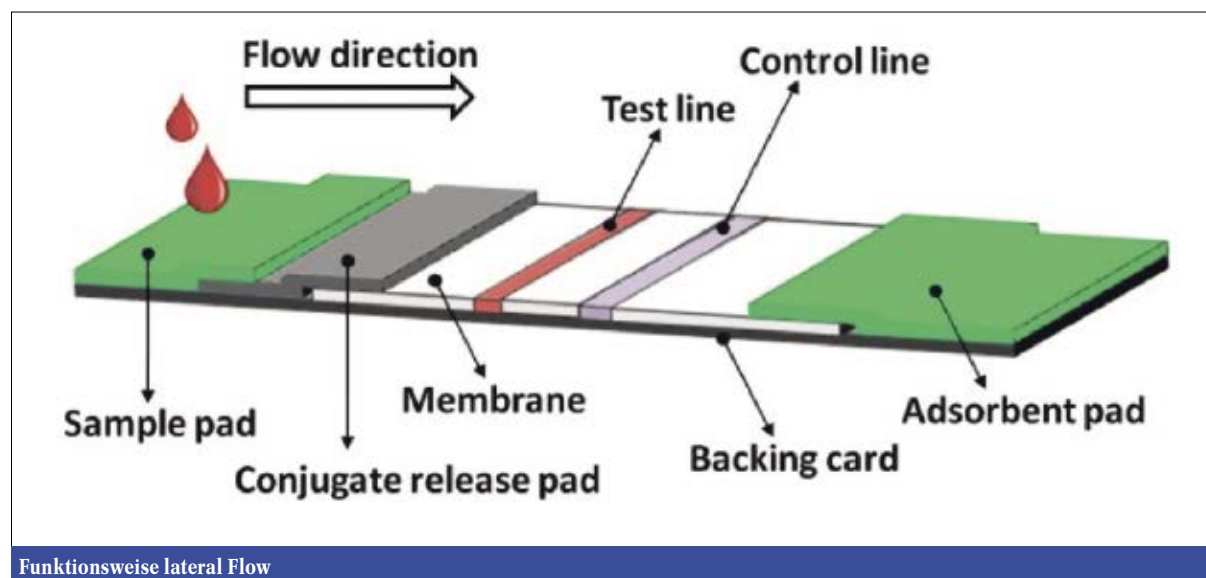 Flow direction
Control line
Test line
Membrane
Sample pad
Adsorbent pad
Backing card
Conjugate release pad
Funktionsweise lateral Flow